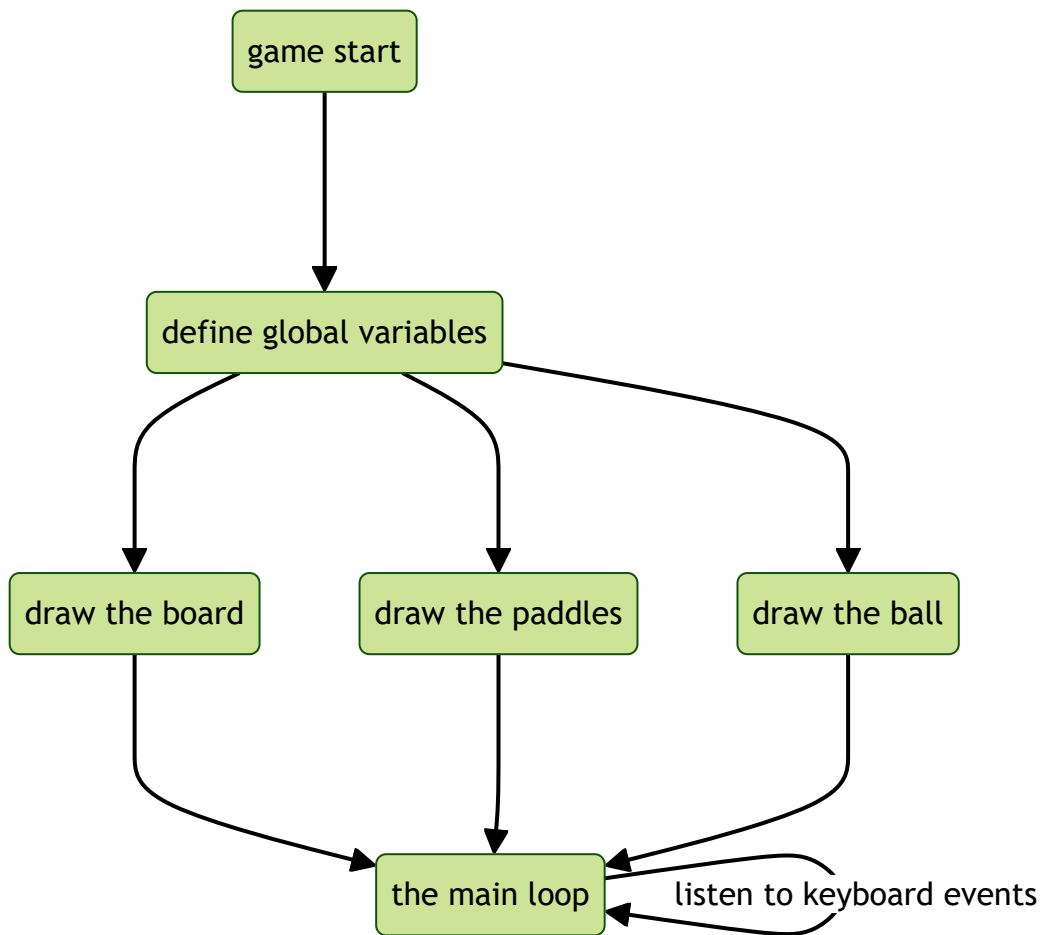 game start
define global variables
draw the board
draw the paddles
draw the ball
the main loop
listen to keyboard events